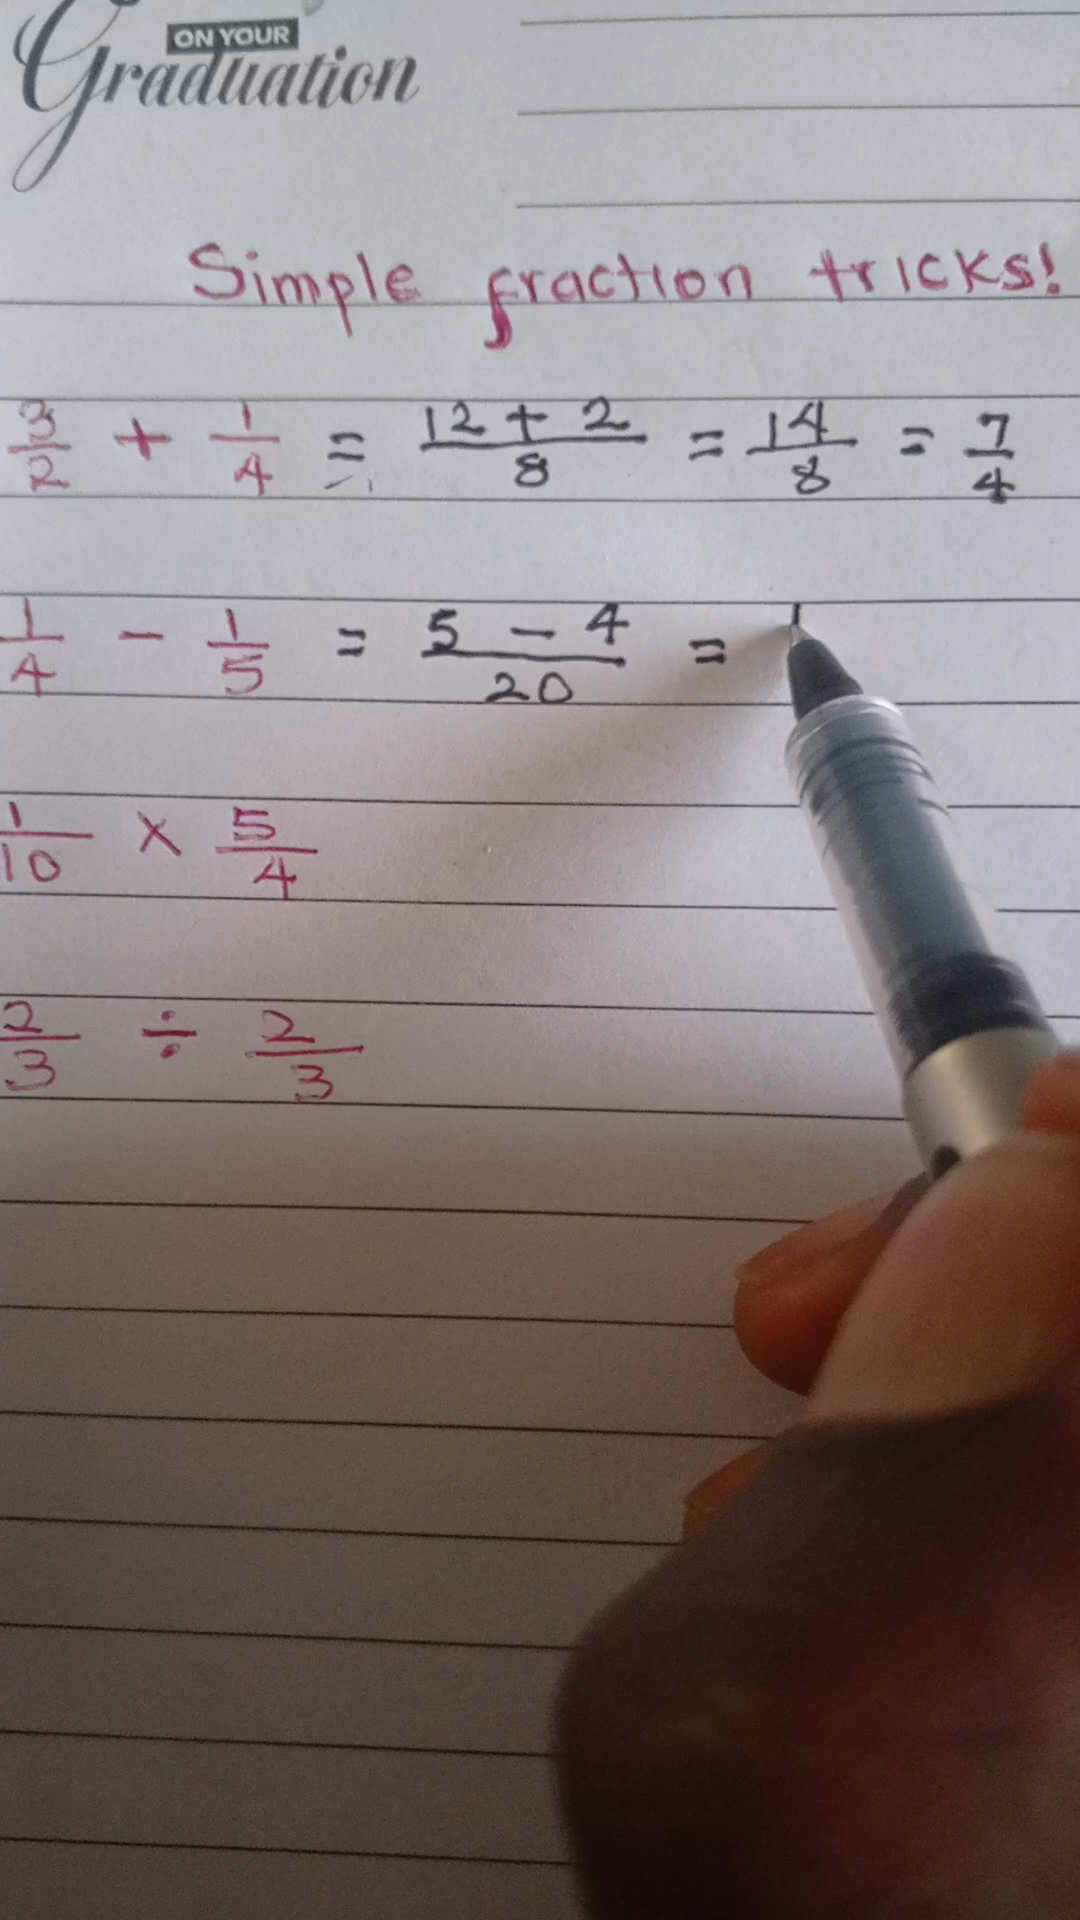 ON YOUR
Graduation
Simple fraction tricks!
3/2 + 1/4 = 12 + 2/8 = 14/8 = 7/4
1/4 - 1/5 = 5 - 4/20 = 1
1/10 × 5/4
2/3 ÷ 2/3